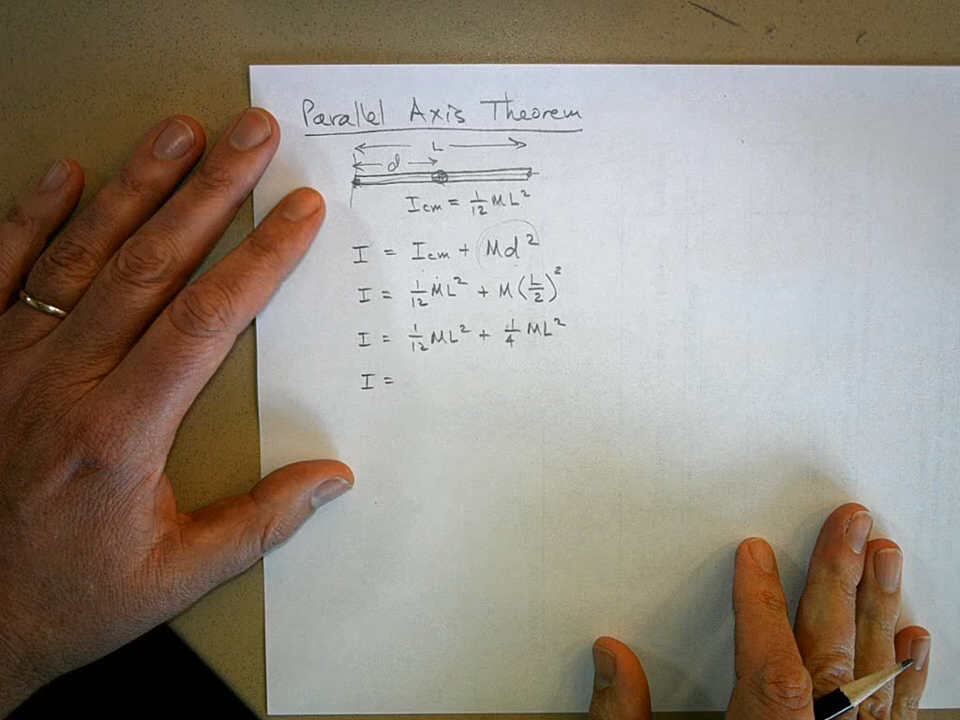 Parallel Axis Theorem
L
d
Icm = 1/12 ML²
I = Icm + Md²
I = 1/12 ML² + M(L/2)²
I = 1/12 ML² + 1/4 ML²
I =